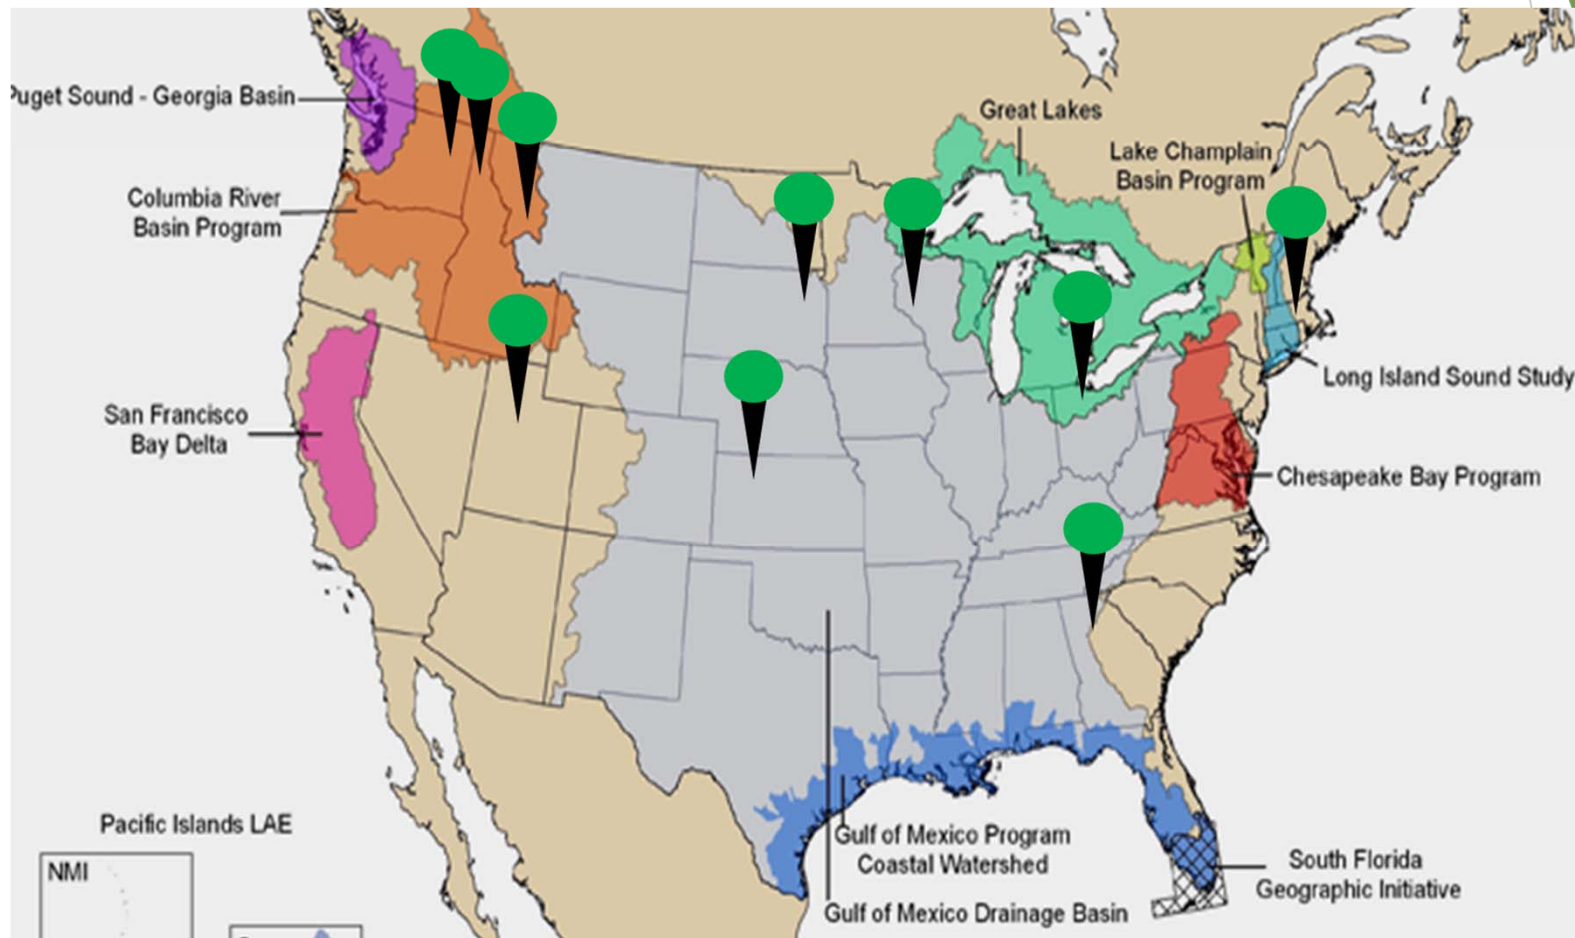 Puget Sound - Georgia Basin
Great Lakes
Lake Champlain
Basin Program
Columbia River
Basin Program
Long Island Sound Study
San Francisco
Bay Delta
Chesapeake Bay Program
Pacific Islands LAE
NMI
Gulf of Mexico Program
Coastal Watershed
South Florida
Geographic Initiative
Gulf of Mexico Drainage Basin